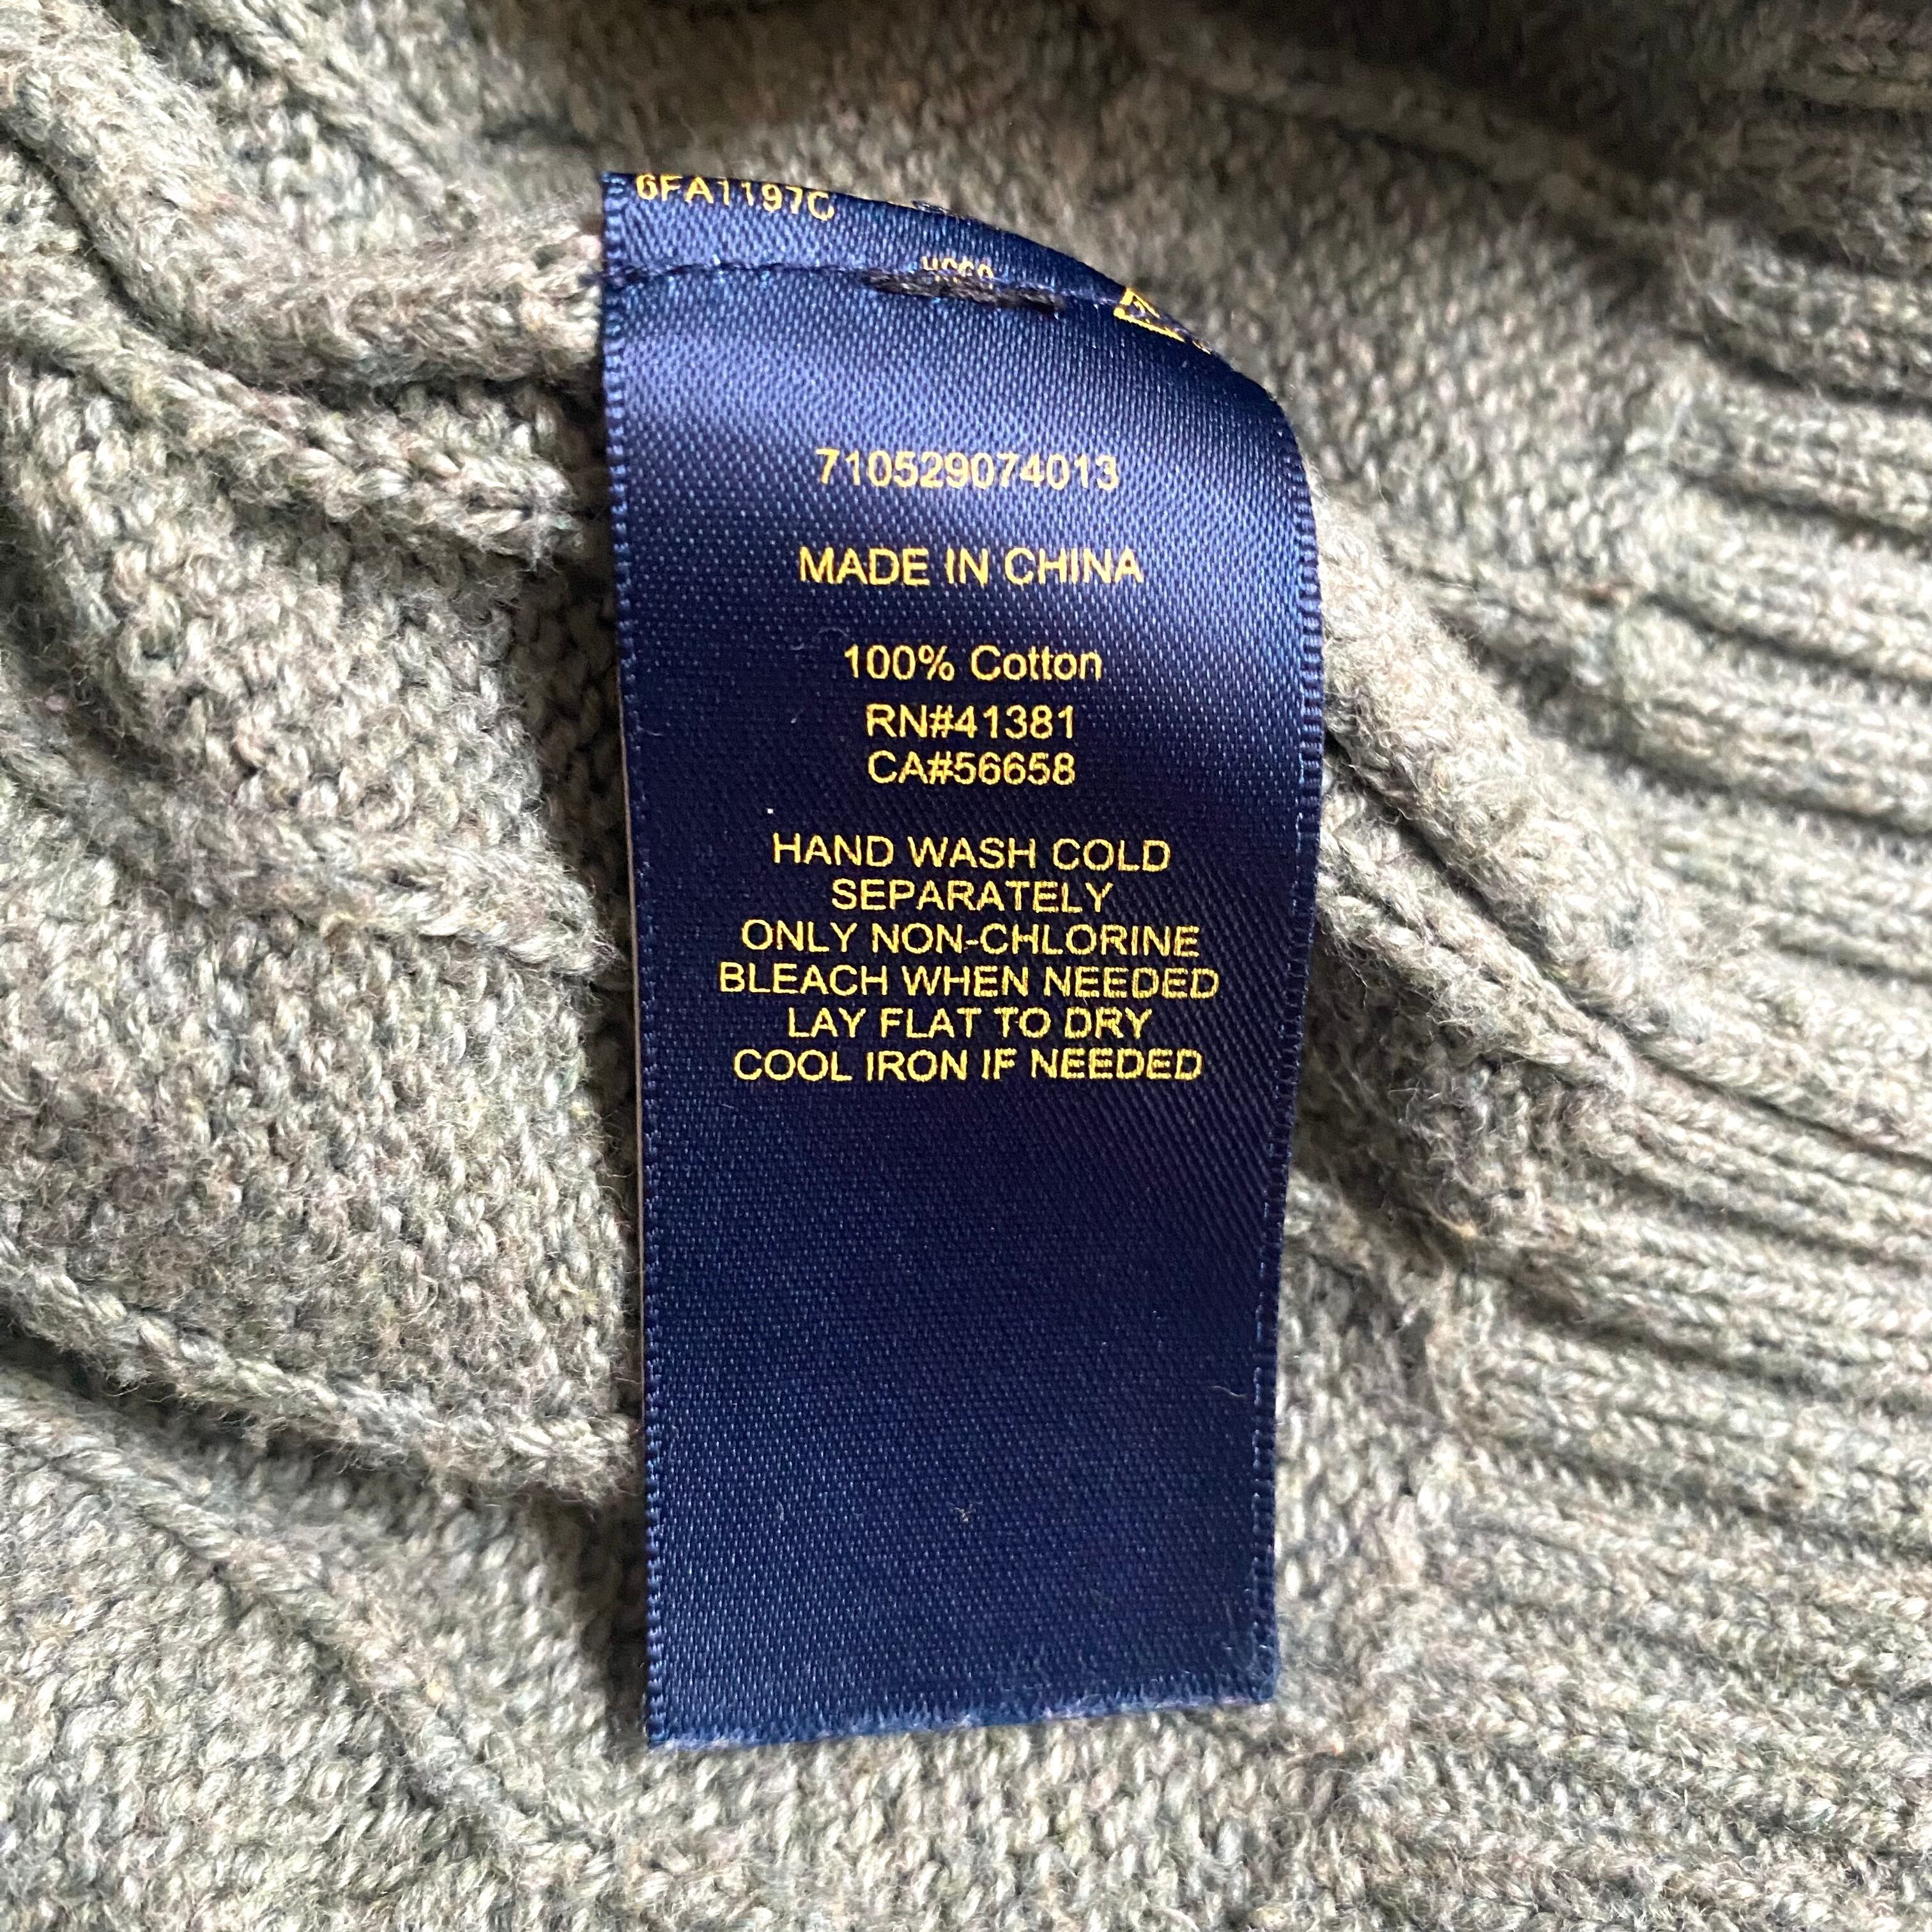 6FA1197C
710529074013
MADE IN CHINA
100% Cotton
RN#41381
CA#56658
HAND WASH COLD
SEPARATELY
ONLY NON-CHLORINE
BLEACH WHEN NEEDED
LAY FLAT TO DRY
COOL IRON IF NEEDED